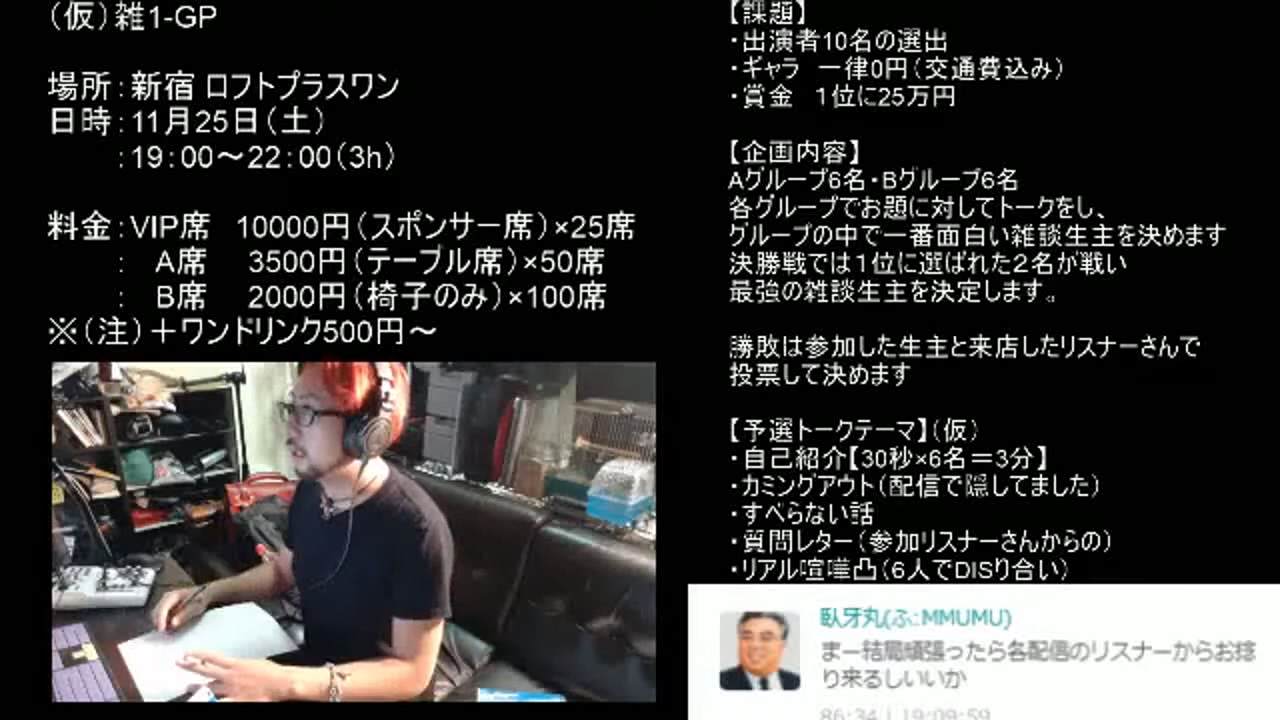 （仮）雑1-GP
場所：新宿 ロフトプラスワン
日時：11月25日（土）
：19：00～22：00（3h）
料金：VIP席 10000円（スポンサー席）×25席
： A席 3500円（テーブル席）×50席
： B席 2000円（椅子のみ）×100席
※（注）＋ワンドリンク500円～
【課題】
・出演者10名の選出
・ギャラ 一律0円（交通費込み）
・賞金 1位に25万円
【企画内容】
Aグループ6名・Bグループ6名
各グループでお題に対してトークをし、
グループの中で一番面白い雑談生主を決めます
決勝戦では1位に選ばれた2名が戦い
最強の雑談生主を決定します。
勝敗は参加した生主と来店したリスナーさんで
投票して決めます
【予選トークテーマ】（仮）
・自己紹介【30秒×6名＝3分】
・カミングアウト（配信で隠してました）
・すべらない話
・質問レター（参加リスナーさんからの）
・リアル喧嘩凸（6人でDISり合い）
臥牙丸(ふ:MMUMU)
まー結局頑張ったら各配信のリスナーからお捻
り来るしいいか
86:34 | 19:09:59